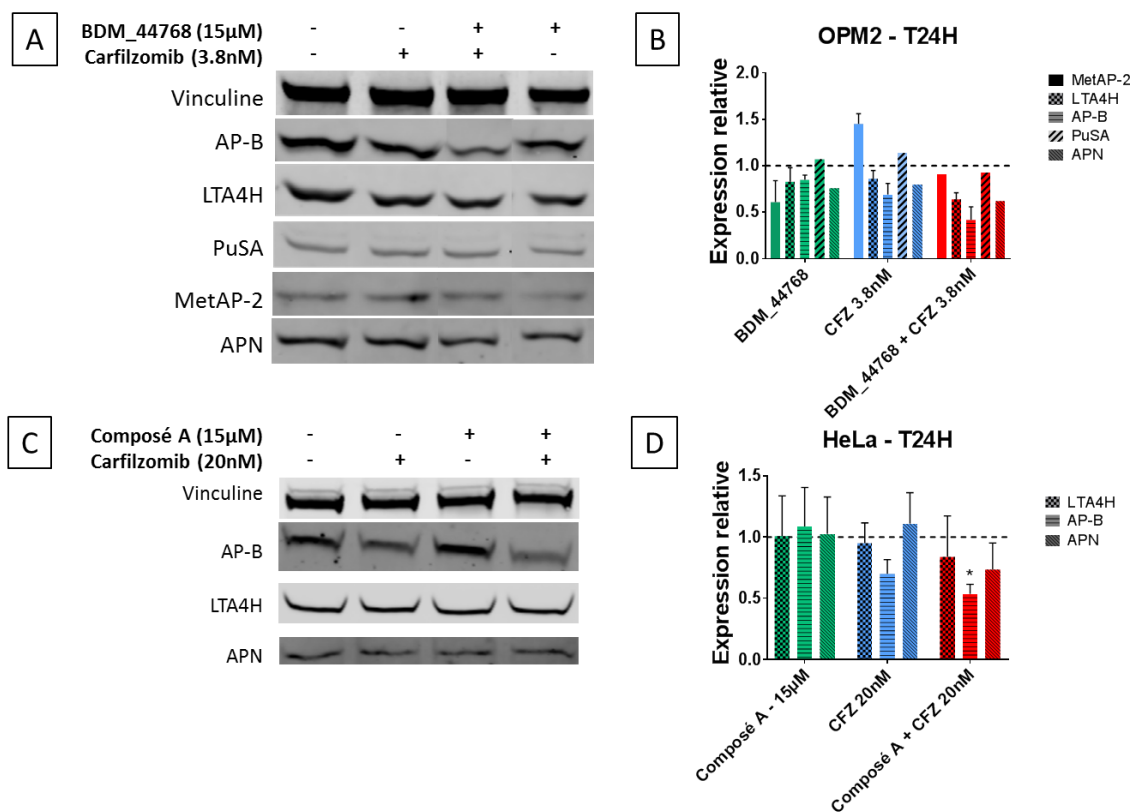 A
BDM_44768 (15µM) - - + +
Carfilzomib (3.8nM) - + + -
Vinculine
AP-B
LTA4H
PuSA
MetAP-2
APN
B
OPM2 - T24H
Expression relative
2.0
1.5
1.0
0.5
0.0
BDM_44768
CFZ 3.8nM
BDM_44768 + CFZ 3.8nM
MetAP-2
LTA4H
AP-B
PuSA
APN
C
Composé A (15µM) - - + +
Carfilzomib (20nM) - + - +
Vinculine
AP-B
LTA4H
APN
D
HeLa - T24H
Expression relative
1.5
1.0
0.5
0.0
*
Composé A - 15µM
CFZ 20nM
Composé A + CFZ 20nM
LTA4H
AP-B
APN